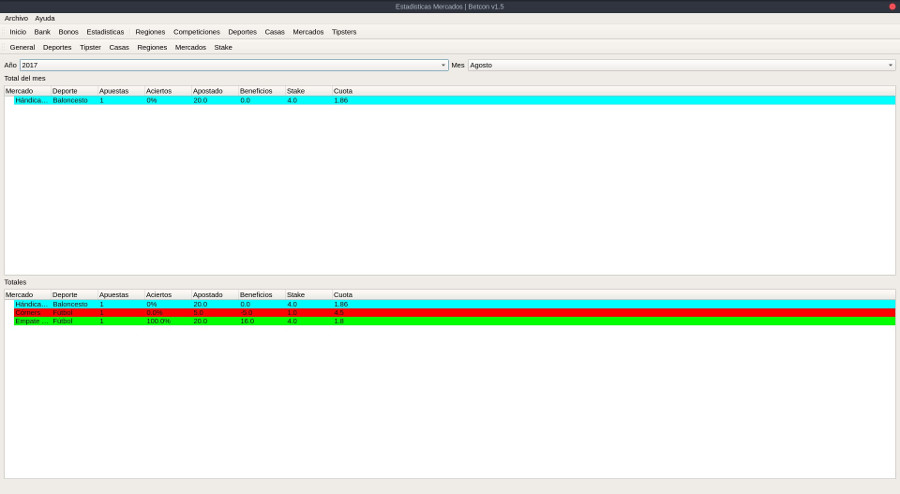 Estadisticas Mercados | Betcon v1.5
Archivo Ayuda
Inicio Bank Bonos Estadisticas Regiones Competiciones Deportes Casas Mercados Tipsters
General Deportes Tipster Casas Regiones Mercados Stake
Año 2017 Mes Agosto
Total del mes
Mercado Deporte Apuestas Aciertos Apostado Beneficios Stake Cuota
Hándica... Baloncesto 1 0% 20.0 0.0 4.0 1.86
Totales
Mercado Deporte Apuestas Aciertos Apostado Beneficios Stake Cuota
Hándica... Baloncesto 1 0% 20.0 0.0 4.0 1.86
Córners Fútbol 1 0.0% 5.0 -5.0 1.0 4.5
Empate ... Fútbol 1 100.0% 20.0 16.0 4.0 1.8